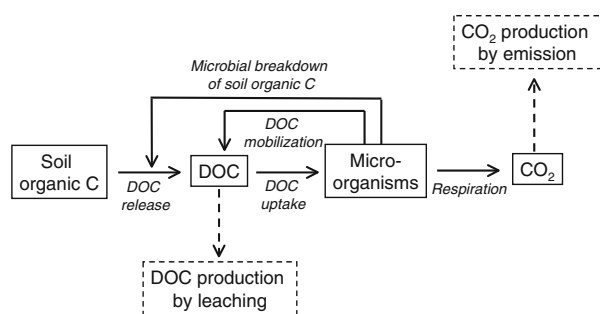 CO₂ production
by emission
Microbial breakdown
of soil organic C
DOC
mobilization
Soil
organic C
DOC
release
DOC
DOC
uptake
Micro-
organisms
Respiration
CO₂
DOC production
by leaching